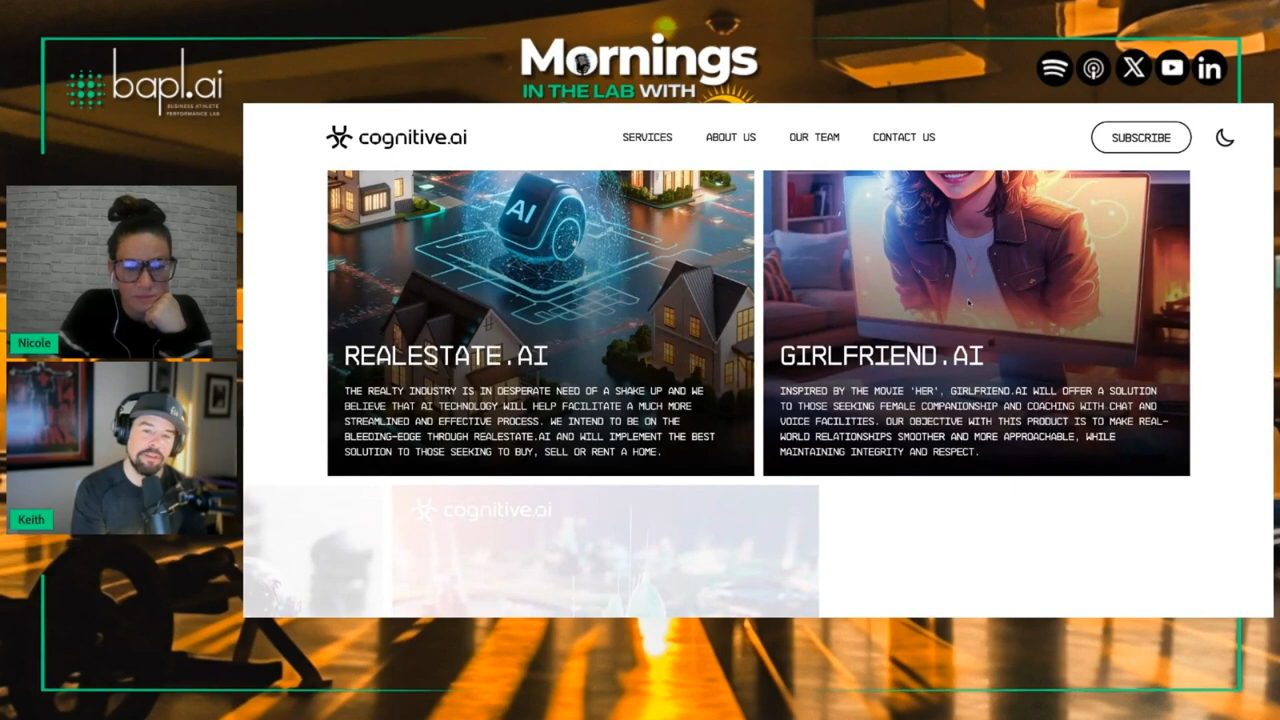 bapl.ai
BUSINESS ATHLETE
PERFORMANCE LAB
Mornings
IN THE LAB WITH
in
cognitive.ai
SERVICES
ABOUT US
OUR TEAM
CONTACT US
SUBSCRIBE
AI
REALESTATE.AI
THE REALTY INDUSTRY IS IN DESPERATE NEED OF A SHAKE UP AND WE
BELIEVE THAT AI TECHNOLOGY WILL HELP FACILITATE A MUCH MORE
STREAMLINED AND EFFECTIVE PROCESS. WE INTEND TO BE ON THE
BLEEDING-EDGE THROUGH REALESTATE.AI AND WILL IMPLEMENT THE BEST
SOLUTION TO THOSE SEEKING TO BUY, SELL OR RENT A HOME.
GIRLFRIEND.AI
INSPIRED BY THE MOVIE 'HER', GIRLFRIEND.AI WILL OFFER A SOLUTION
TO THOSE SEEKING FEMALE COMPANIONSHIP AND COACHING WITH CHAT AND
VOICE FACILITIES. OUR OBJECTIVE WITH THIS PRODUCT IS TO MAKE REAL-
WORLD RELATIONSHIPS SMOOTHER AND MORE APPROACHABLE, WHILE
MAINTAINING INTEGRITY AND RESPECT.
cognitive.ai
Nicole
Keith